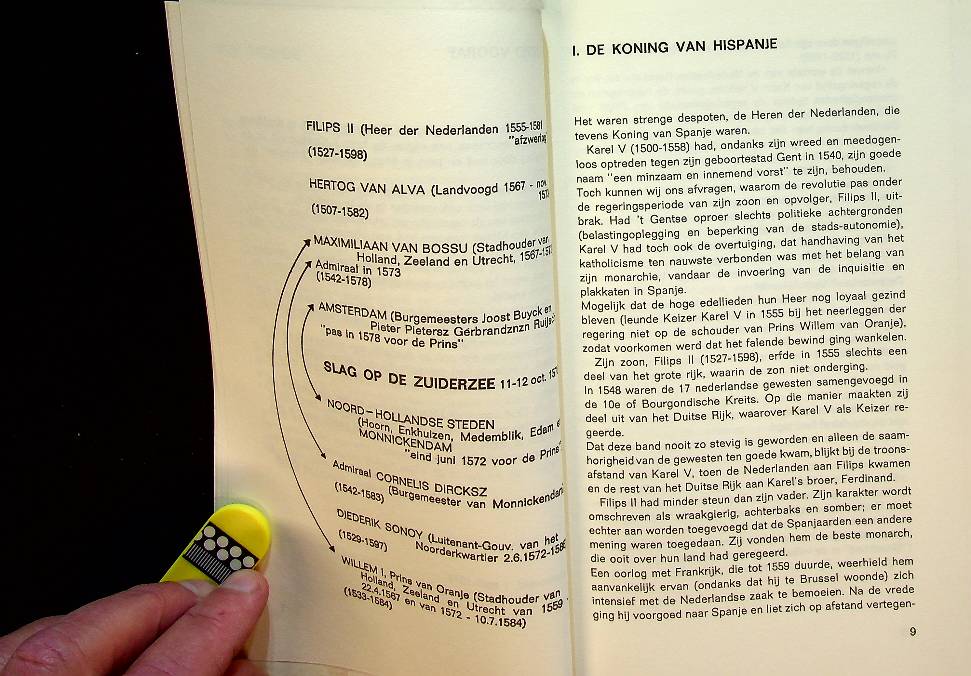 FILIPS II (Heer der Nederlanden 1555-1581
"afzwering
(1527-1598)
HERTOG VAN ALVA (Landvoogd 1567 - nov.
(1507-1582)
MAXIMILIAAN VAN BOSSU (Stadhouder van
Holland, Zeeland en Utrecht, 1567-1573
Admiraal in 1573
(1542-1578)
AMSTERDAM (Burgemeesters Joost Buyck en
Pieter Pietersz Gerbrandznzn
"pas in 1578 voor de Prins"
SLAG OP DE ZUIDERZEE 11-12 oct.
NOORD-HOLLANDSE STEDEN
(Hoorn, Enkhuizen, Medemblik, Edam
MONNICKENDAM
"eind juni 1572 voor de Prins"
Admiraal CORNELIS DIRCKSZ
(1542-1583) (Burgemeester van Monnickendam
DIEDERIK SONOY (Luitenant-Gouv. van het
(1529-1597) Noorderkwartier 2.6.1572-
WILLEM I, Prins van Oranje (Stadhouder van
Holland, Zeeland en Utrecht van 1559
22.4.1567 en van 1572 - 10.7.1584)
(1533-1584)
I. DE KONING VAN HISPANJE
Het waren strenge despoten, de Heren der Nederlanden, die
tevens Koning van Spanje waren.
Karel V (1500-1558) had, ondanks zijn wreed en meedogen-
loos optreden tegen zijn geboortestad Gent in 1540, zijn goede
naam "een minzaam en innemend vorst" te zijn, behouden.
Toch kunnen wij ons afvragen, waarom de revolutie pas onder
de regeringsperiode van zijn zoon en opvolger, Filips II, uit-
brak. Had 't Gentse oproer slechts politieke achtergronden
(belastingoplegging en beperking van de stads-autonomie),
Karel V had toch ook de overtuiging, dat handhaving van het
katholicisme ten nauwste verbonden was met het belang van
zijn monarchie, vandaar de invoering van de inquisitie en
plakkaten in Spanje.
Mogelijk dat de hoge edellieden hun Heer nog loyaal gezind
bleven (leunde Keizer Karel V in 1555 bij het neerleggen der
regering niet op de schouder van Prins Willem van Oranje),
zodat voorkomen werd dat het falende bewind ging wankelen.
Zijn zoon, Filips II (1527-1598), erfde in 1555 slechts een
deel van het grote rijk, waarin de zon niet onderging.
In 1548 waren de 17 nederlandse gewesten samengevoegd in
de 10e of Bourgondische Kreits. Op die manier maakten zij
deel uit van het Duitse Rijk, waarover Karel V als Keizer re-
geerde.
Dat deze band nooit zo stevig is geworden en alleen de saam-
horigheid van de gewesten ten goede kwam, blijkt bij de troons-
afstand van Karel V, toen de Nederlanden aan Filips kwamen
en de rest van het Duitse Rijk aan Karel's broer, Ferdinand.
Filips II had minder steun dan zijn vader. Zijn karakter wordt
omschreven als wraakgierig, achterbaks en somber; er moet
echter aan worden toegevoegd dat de Spanjaarden een andere
mening waren toegedaan. Zij vonden hem de beste monarch,
die ooit over hun land had geregeerd.
Een oorlog met Frankrijk, die tot 1559 duurde, weerhield hem
aanvankelijk ervan (ondanks dat hij te Brussel woonde) zich
intensief met de Nederlandse zaak te bemoeien. Na de vrede
ging hij voorgoed naar Spanje en liet zich op afstand vertegen-
9